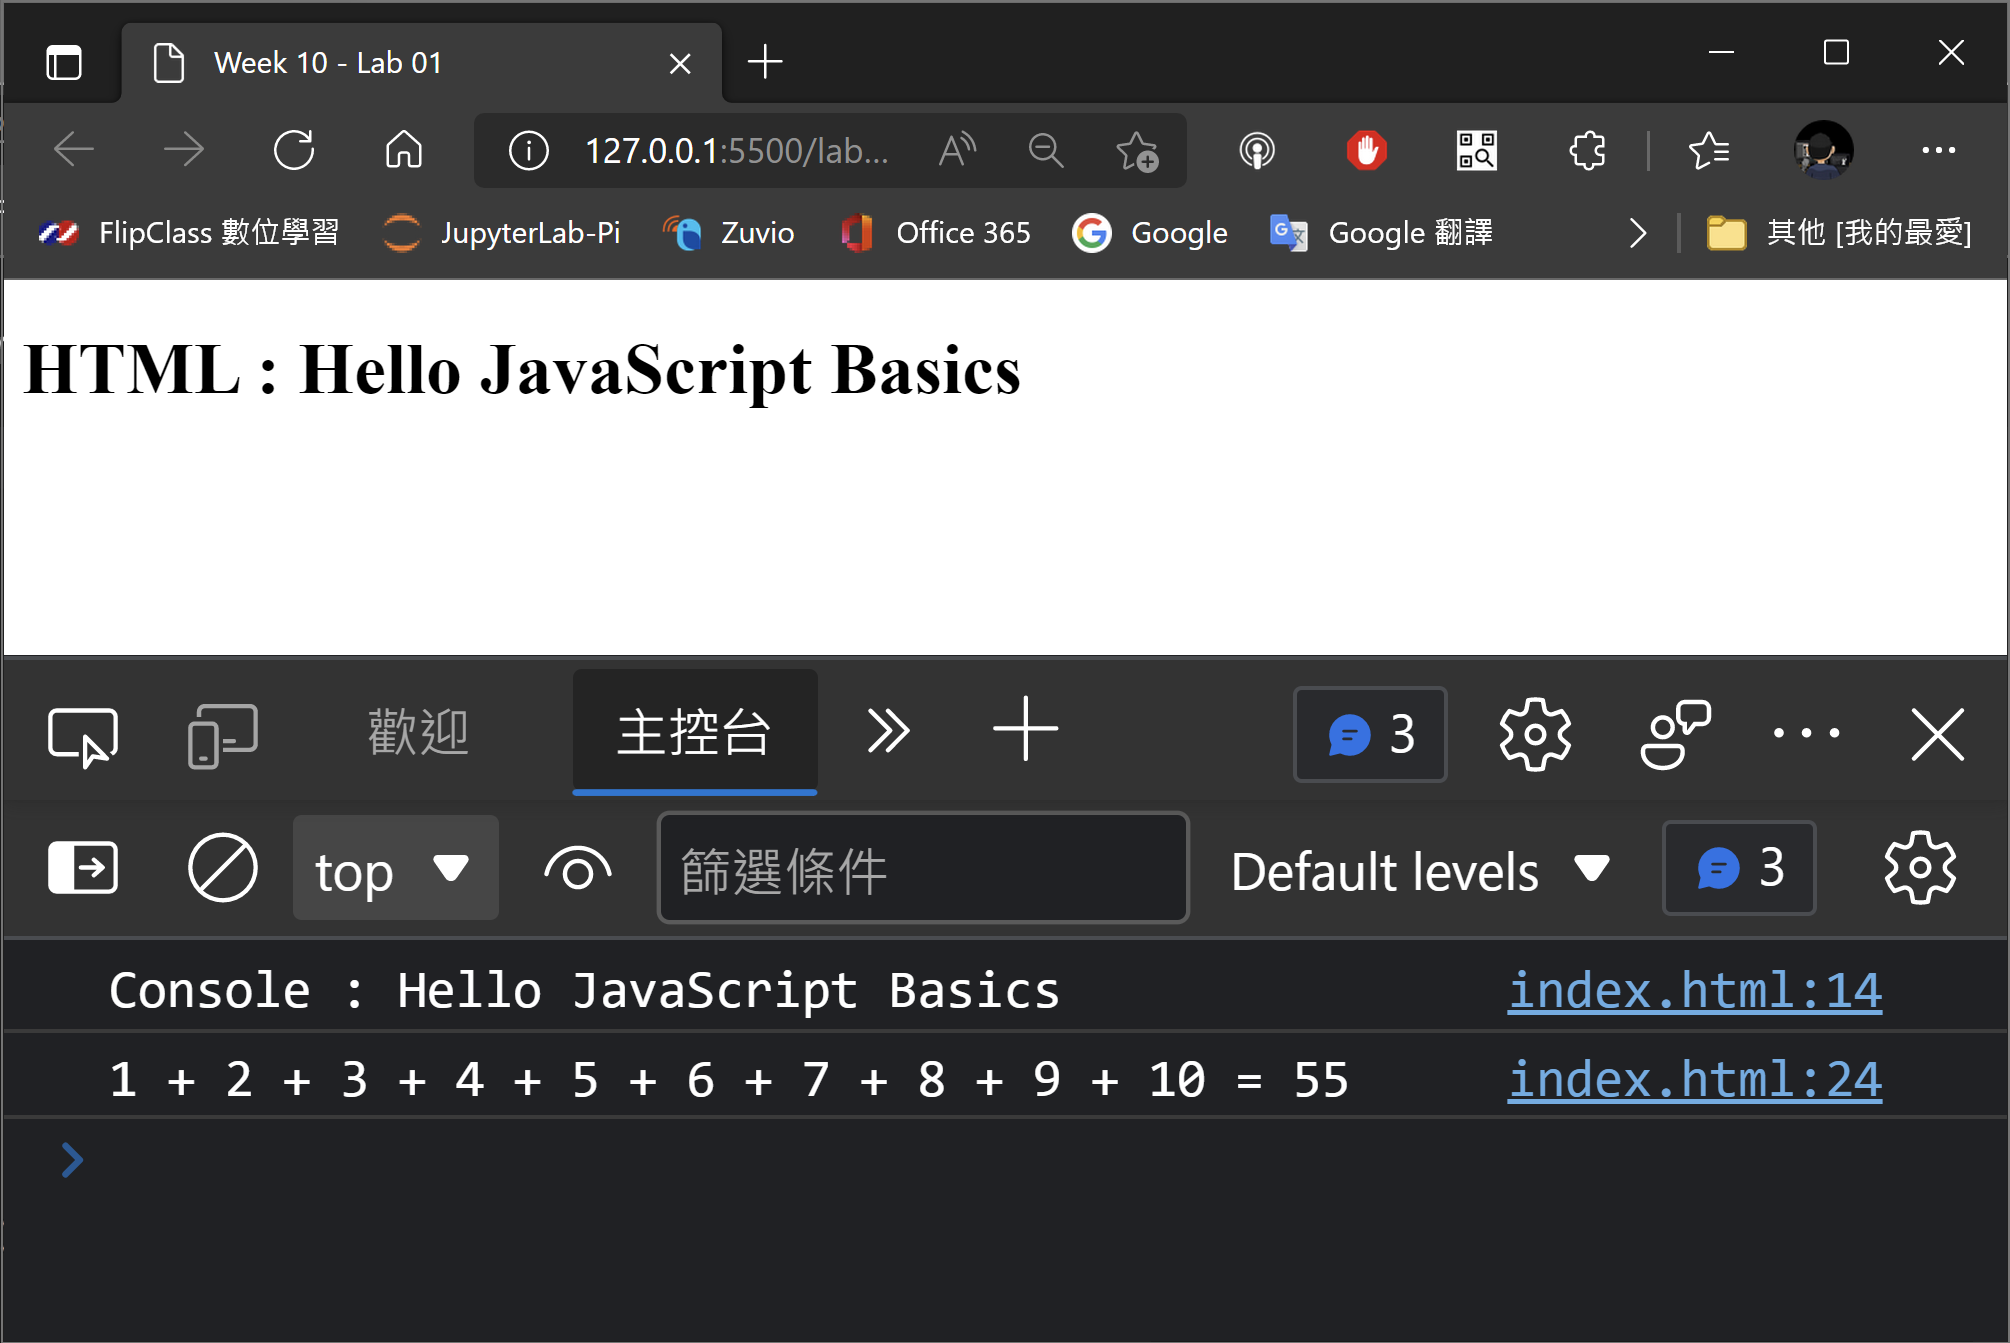 Week 10 - Lab 01
127.0.0.1:5500/lab...
FlipClass 數位學習 JupyterLab-Pi Zuvio Office 365 Google Google 翻譯 其他 [我的最愛]
HTML : Hello JavaScript Basics
歡迎 主控台 3
top 篩選條件 Default levels 3
Console : Hello JavaScript Basics index.html:14
1 + 2 + 3 + 4 + 5 + 6 + 7 + 8 + 9 + 10 = 55 index.html:24